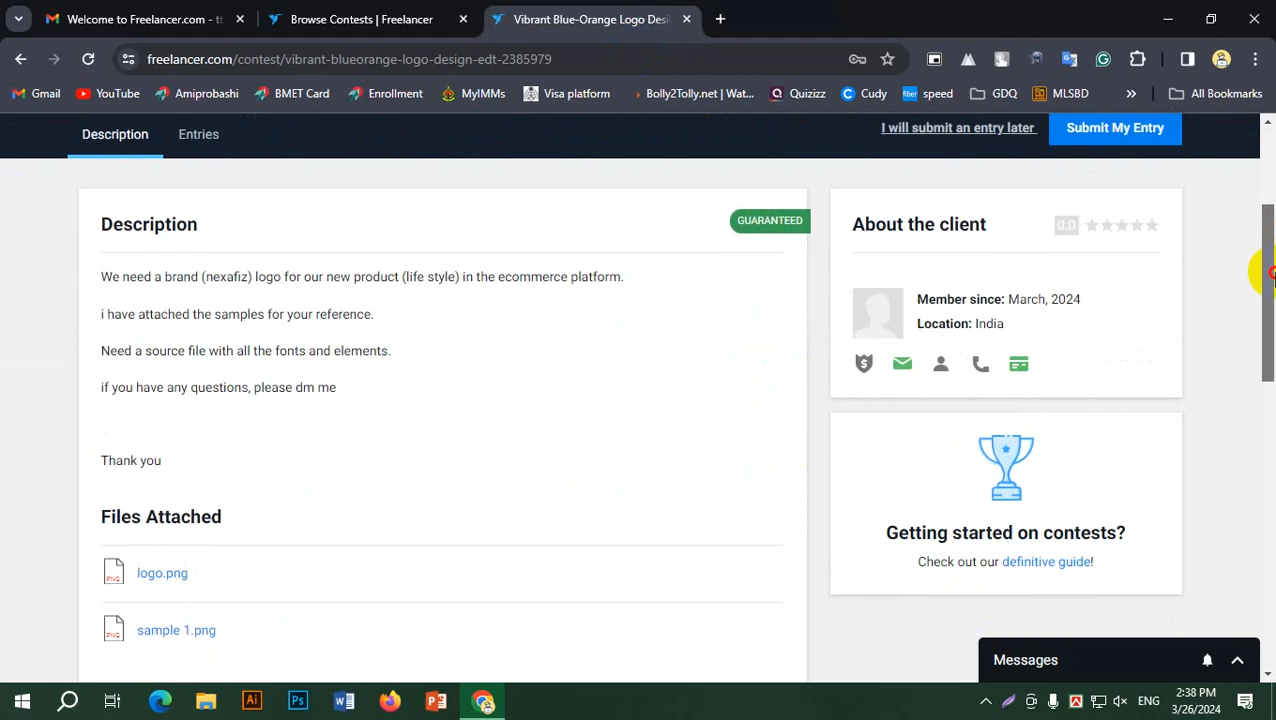 Welcome to Freelancer.com - t
Browse Contests | Freelancer
Vibrant Blue-Orange Logo Desi
freelancer.com/contest/vibrant-blueorange-logo-design-edt-2385979
Gmail
YouTube
Amiprobashi
BMET Card
Enrollment
MyIMMs
Visa platform
Bolly2Tolly.net | Wat...
Quizizz
Cudy
speed
GDQ
MLSBD
All Bookmarks
Description
Entries
I will submit an entry later
Submit My Entry
Description
GUARANTEED
We need a brand (nexafiz) logo for our new product (life style) in the ecommerce platform.
i have attached the samples for your reference.
Need a source file with all the fonts and elements.
if you have any questions, please dm me
Thank you
Files Attached
PNG
logo.png
PNG
sample 1.png
About the client
0.0
Member since: March, 2024
Location: India
Getting started on contests?
Check out our definitive guide!
Messages
ENG
2:38 PM
3/26/2024